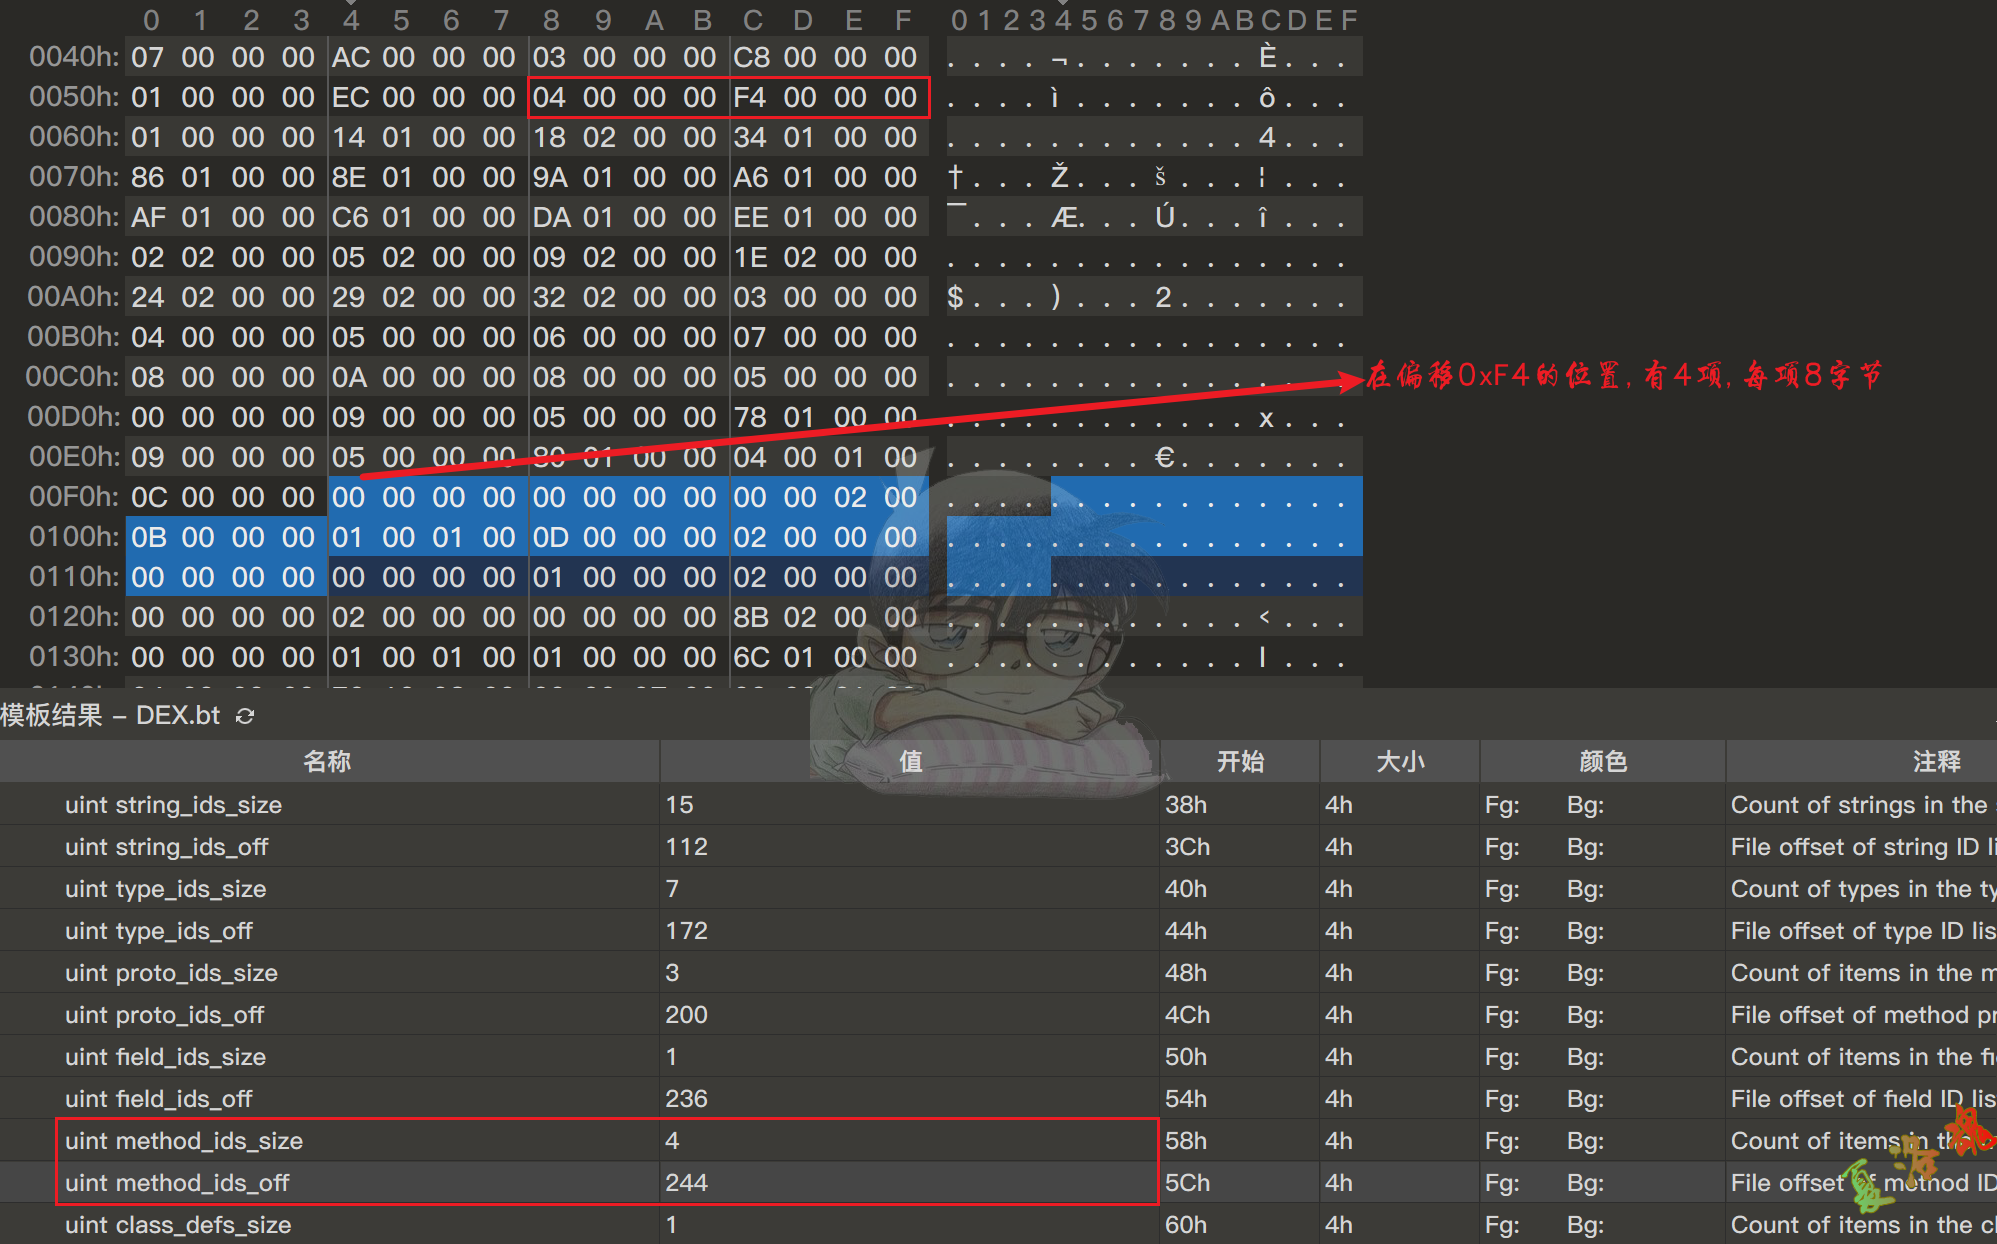 0 1 2 3 4 5 6 7 8 9 A B C D E F 0 1 2 3 4 5 6 7 8 9 A B C D E F
0040h: 07 00 00 00 AC 00 00 00 03 00 00 00 C8 00 00 00 . . . . ¬ . . . . . . . È . . .
0050h: 01 00 00 00 EC 00 00 00 04 00 00 00 F4 00 00 00 . . . . ì . . . . . . . ô . . .
0060h: 01 00 00 00 14 01 00 00 18 02 00 00 34 01 00 00 . . . . . . . . . . . . 4 . . .
0070h: 86 01 00 00 8E 01 00 00 9A 01 00 00 A6 01 00 00 † . . . Ž . . . š . . . ¦ . . .
0080h: AF 01 00 00 C6 01 00 00 DA 01 00 00 EE 01 00 00 ¯ . . . Æ . . . Ú . . . î . . .
0090h: 02 02 00 00 05 02 00 00 09 02 00 00 1E 02 00 00 . . . . . . . . . . . . . . . .
00A0h: 24 02 00 00 29 02 00 00 32 02 00 00 03 00 00 00 $ . . . ) . . . 2 . . . . . . .
00B0h: 04 00 00 00 05 00 00 00 06 00 00 00 07 00 00 00 . . . . . . . . . . . . . . . .
00C0h: 08 00 00 00 0A 00 00 00 08 00 00 00 05 00 00 00 . . . . . . . . . . . . . . . .
在偏移0xF4的位置,有4项,每项8字节
00D0h: 00 00 00 00 09 00 00 00 05 00 00 00 78 01 00 00 . . . . . . . . . . . . x . . .
00E0h: 09 00 00 00 05 00 00 00 80 01 00 00 04 00 01 00 . . . . . . . . € . . . . . . .
00F0h: 0C 00 00 00 00 00 00 00 00 00 00 00 00 00 02 00 . . . . . . . . . . . . . . . .
0100h: 0B 00 00 00 01 00 01 00 0D 00 00 00 02 00 00 00 . . . . . . . . . . . . . . . .
0110h: 00 00 00 00 00 00 00 00 01 00 00 00 02 00 00 00 . . . . . . . . . . . . . . . .
0120h: 00 00 00 00 02 00 00 00 00 00 00 00 8B 02 00 00 . . . . . . . . . . . . ‹ . . .
0130h: 00 00 00 00 01 00 01 00 01 00 00 00 6C 01 00 00 . . . . . . . . . . . . l . . .
模板结果 – DEX.bt
名称 值 开始 大小 颜色 注释
uint string_ids_size 15 38h 4h Fg: Bg: Count of strings in the
uint string_ids_off 112 3Ch 4h Fg: Bg: File offset of string ID li
uint type_ids_size 7 40h 4h Fg: Bg: Count of types in the ty
uint type_ids_off 172 44h 4h Fg: Bg: File offset of type ID lis
uint proto_ids_size 3 48h 4h Fg: Bg: Count of items in the m
uint proto_ids_off 200 4Ch 4h Fg: Bg: File offset of method pr
uint field_ids_size 1 50h 4h Fg: Bg: Count of items in the fi
uint field_ids_off 236 54h 4h Fg: Bg: File offset of field ID lis
uint method_ids_size 4 58h 4h Fg: Bg: Count of items in the
uint method_ids_off 244 5Ch 4h Fg: Bg: File offset method ID
uint class_defs_size 1 60h 4h Fg: Bg: Count of items in the cl